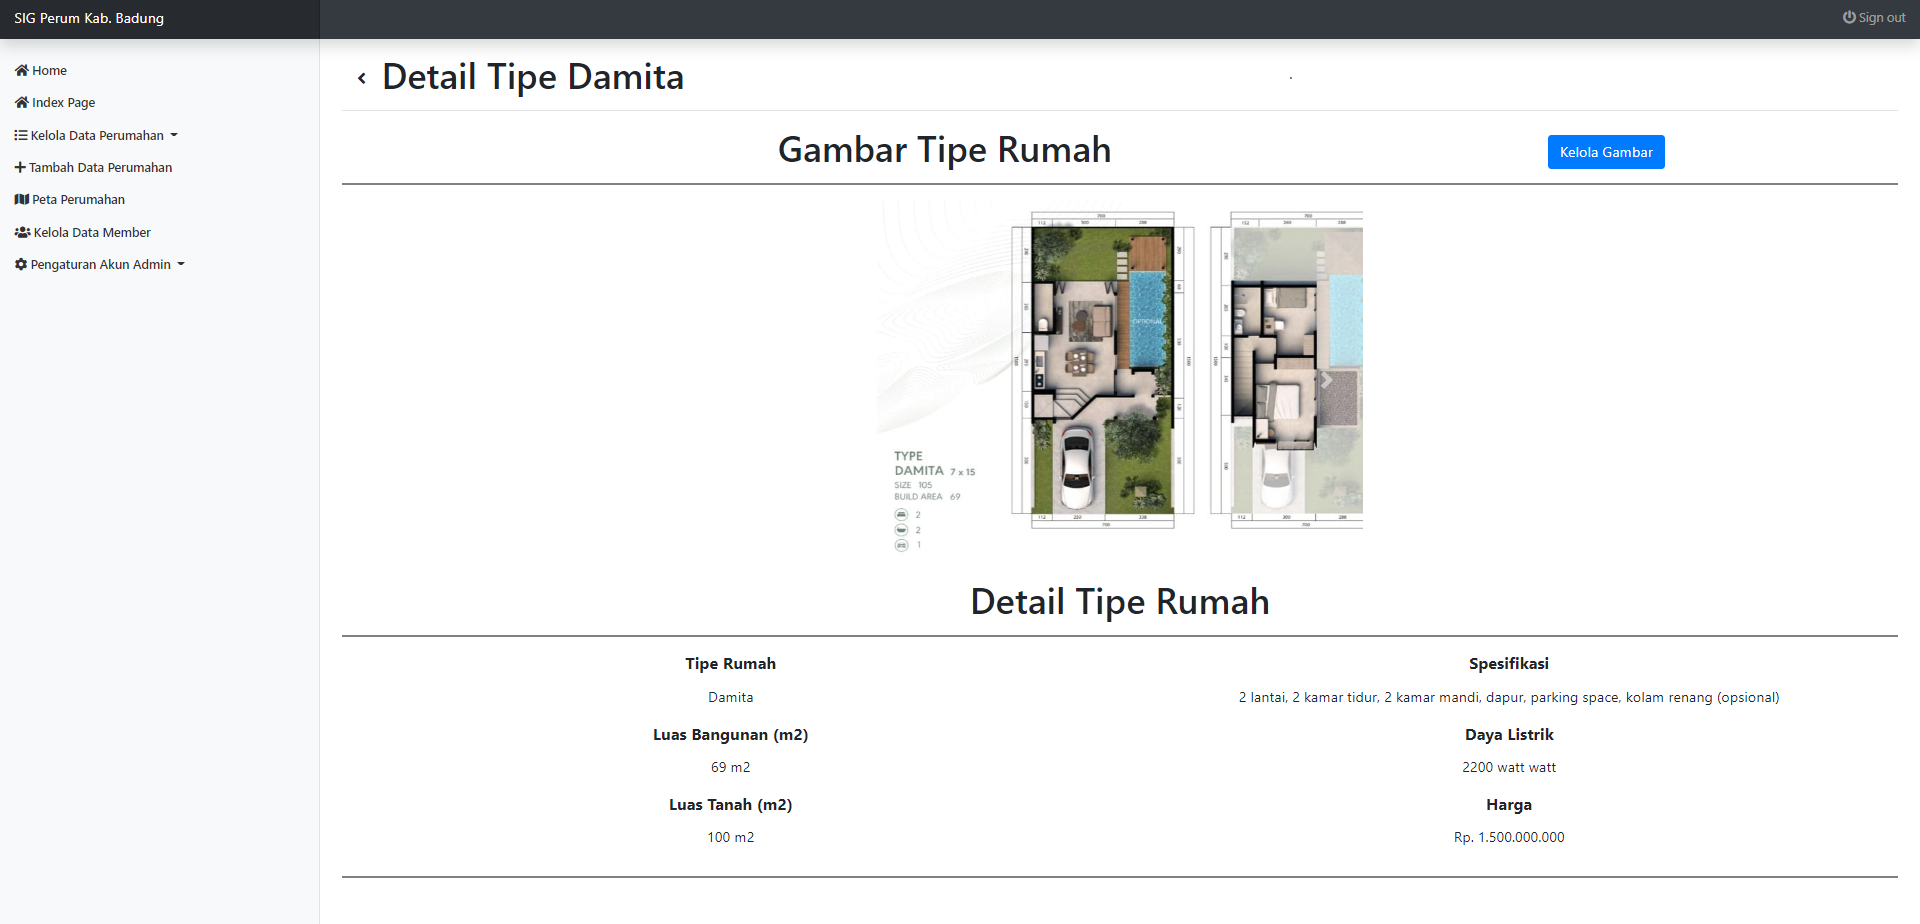 SIG Perum Kab. Badung
Sign out
Home
Index Page
Kelola Data Perumahan
Tambah Data Perumahan
Peta Perumahan
Kelola Data Member
Pengaturan Akun Admin
Detail Tipe Damita
Gambar Tipe Rumah
Kelola Gambar
OPTIONAL
TYPE
DAMITA 7 x 15
SIZE 105
BUILD AREA 69
2
2
1
Detail Tipe Rumah
Tipe Rumah
Damita
Luas Bangunan (m2)
69 m2
Luas Tanah (m2)
100 m2
Spesifikasi
2 lantai, 2 kamar tidur, 2 kamar mandi, dapur, parking space, kolam renang (opsional)
Daya Listrik
2200 watt watt
Harga
Rp. 1.500.000.000